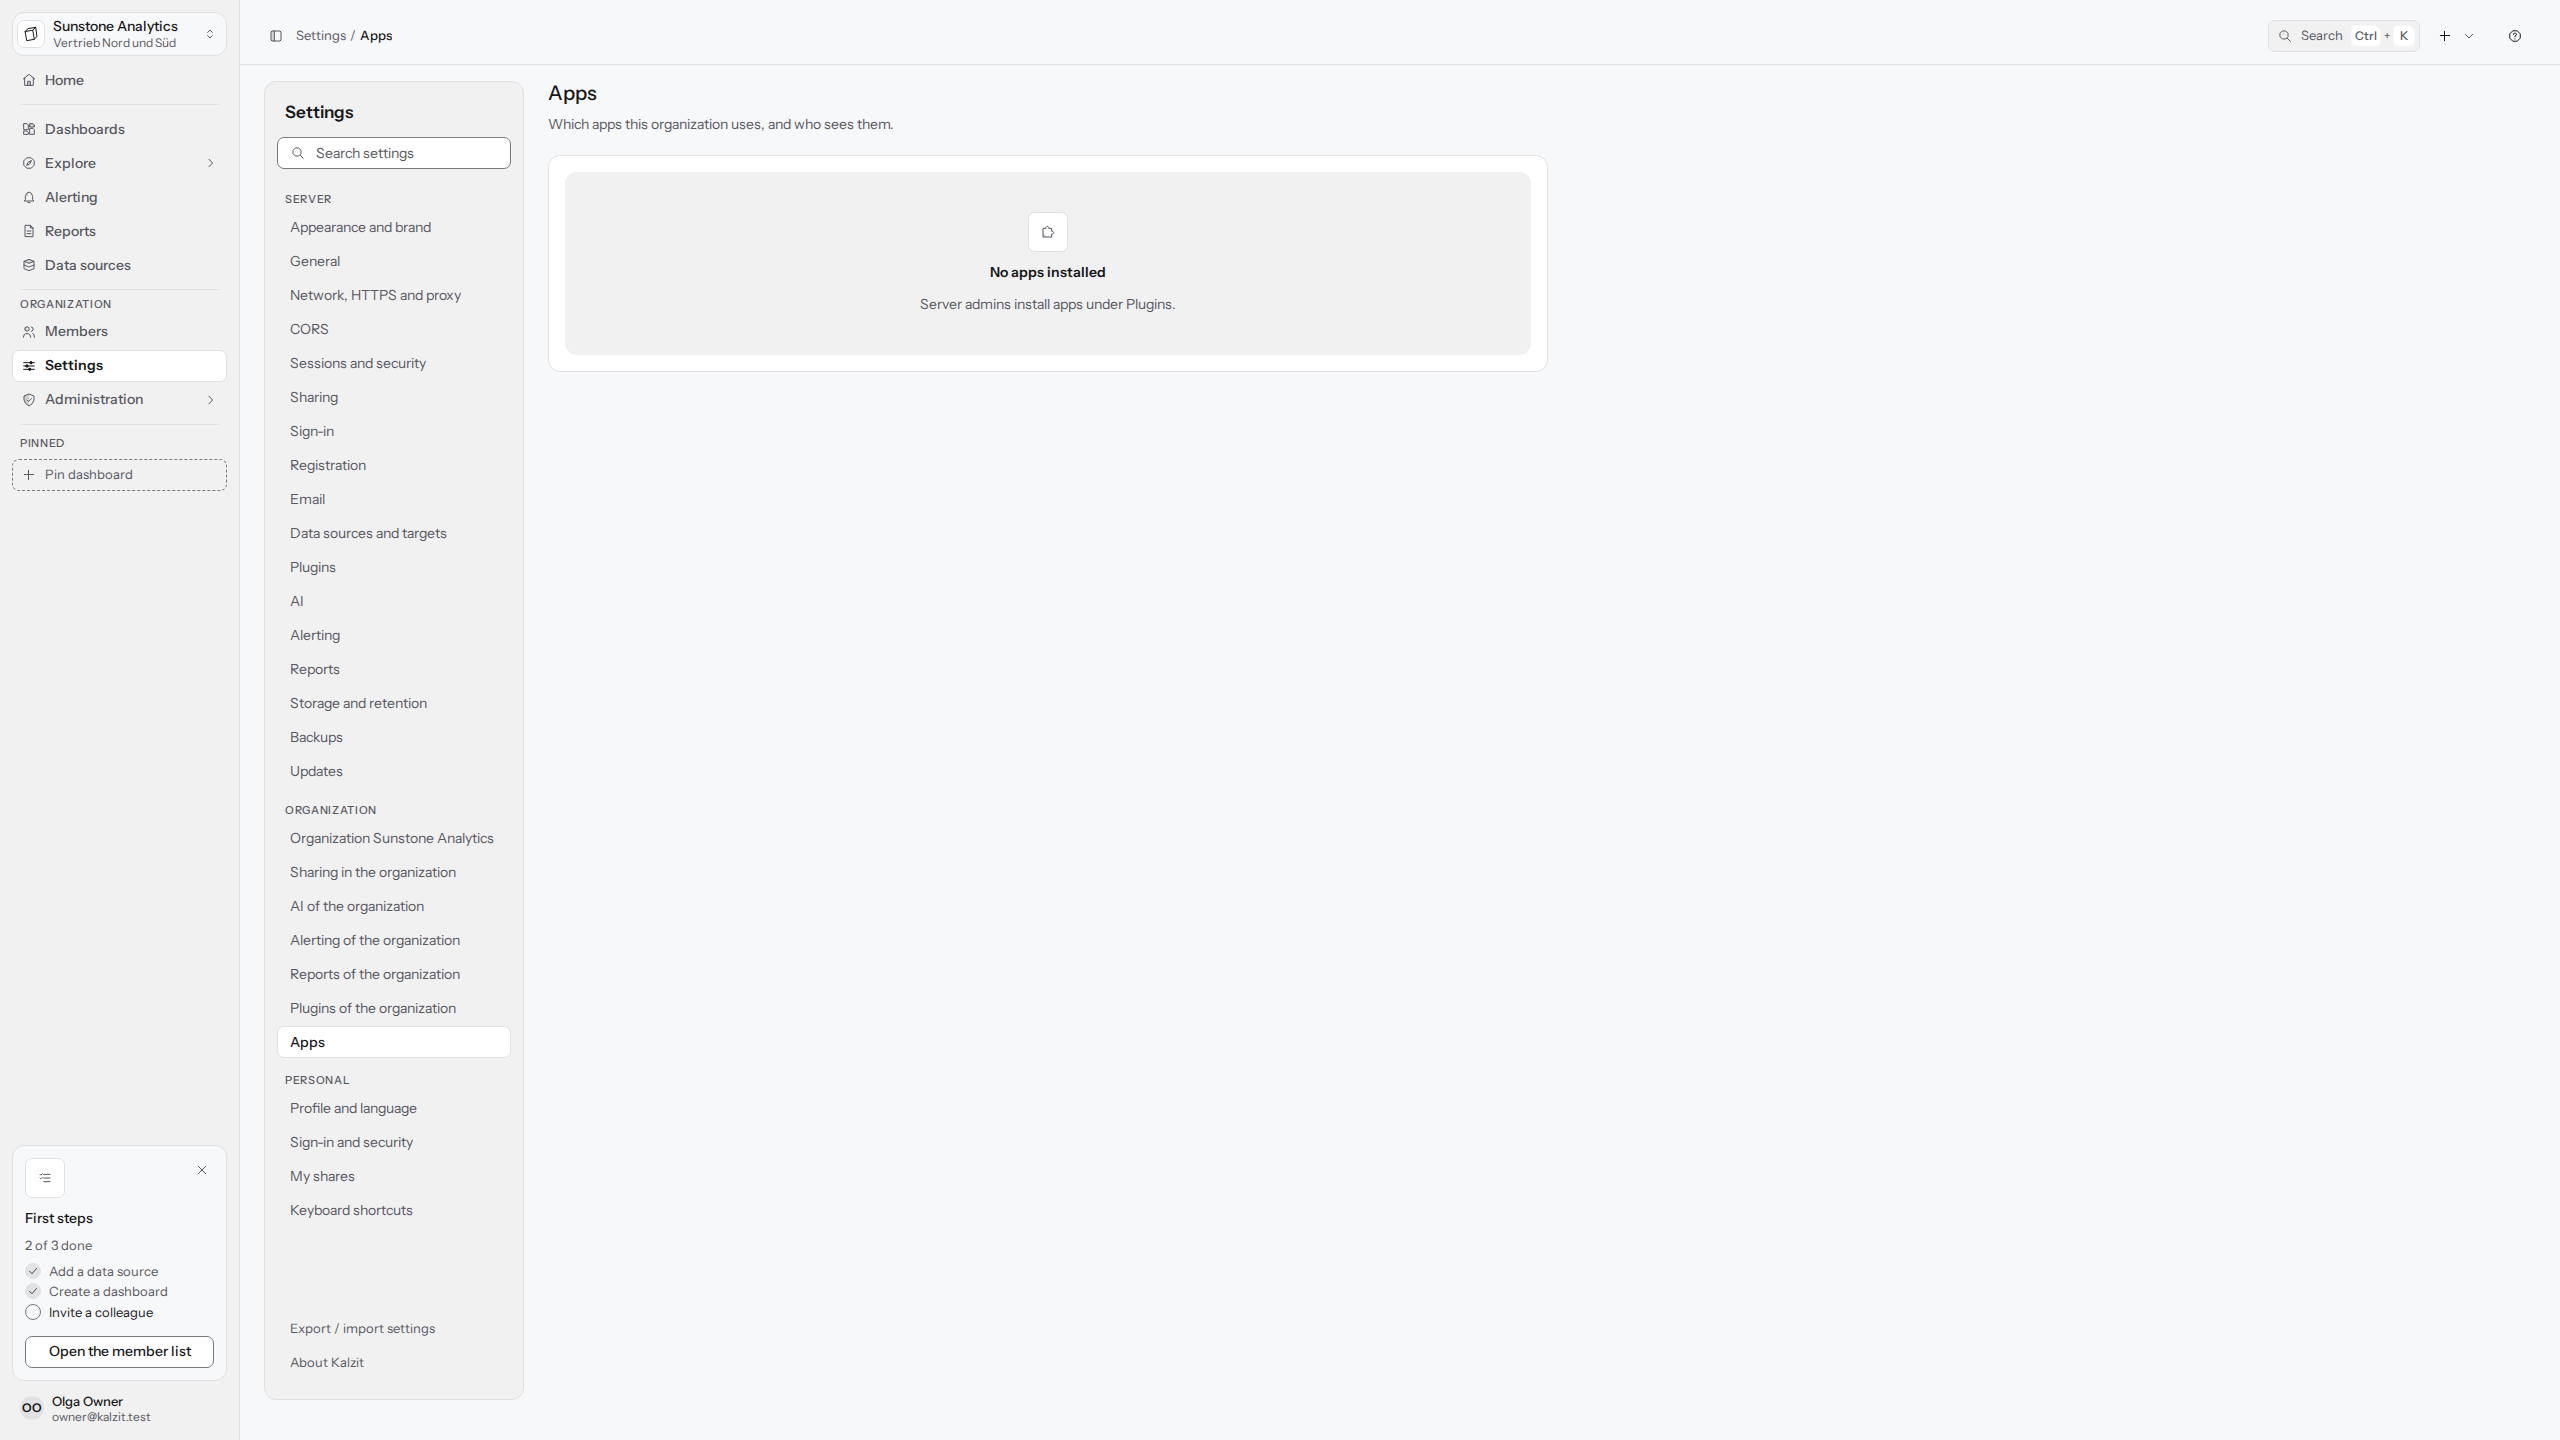 Sunstone Analytics
Vertrieb Nord und Süd
Home
Dashboards
Explore
Alerting
Reports
Data sources
ORGANIZATION
Members
Settings
Administration
PINNED
Pin dashboard
First steps
2 of 3 done
Add a data source
Create a dashboard
Invite a colleague
Open the member list
OO
Olga Owner
owner@kalzit.test
Settings / Apps
Search Ctrl + K
Settings
Search settings
SERVER
Appearance and brand
General
Network, HTTPS and proxy
CORS
Sessions and security
Sharing
Sign-in
Registration
Email
Data sources and targets
Plugins
AI
Alerting
Reports
Storage and retention
Backups
Updates
ORGANIZATION
Organization Sunstone Analytics
Sharing in the organization
AI of the organization
Alerting of the organization
Reports of the organization
Plugins of the organization
Apps
PERSONAL
Profile and language
Sign-in and security
My shares
Keyboard shortcuts
Export / import settings
About Kalzit
Apps
Which apps this organization uses, and who sees them.
No apps installed
Server admins install apps under Plugins.